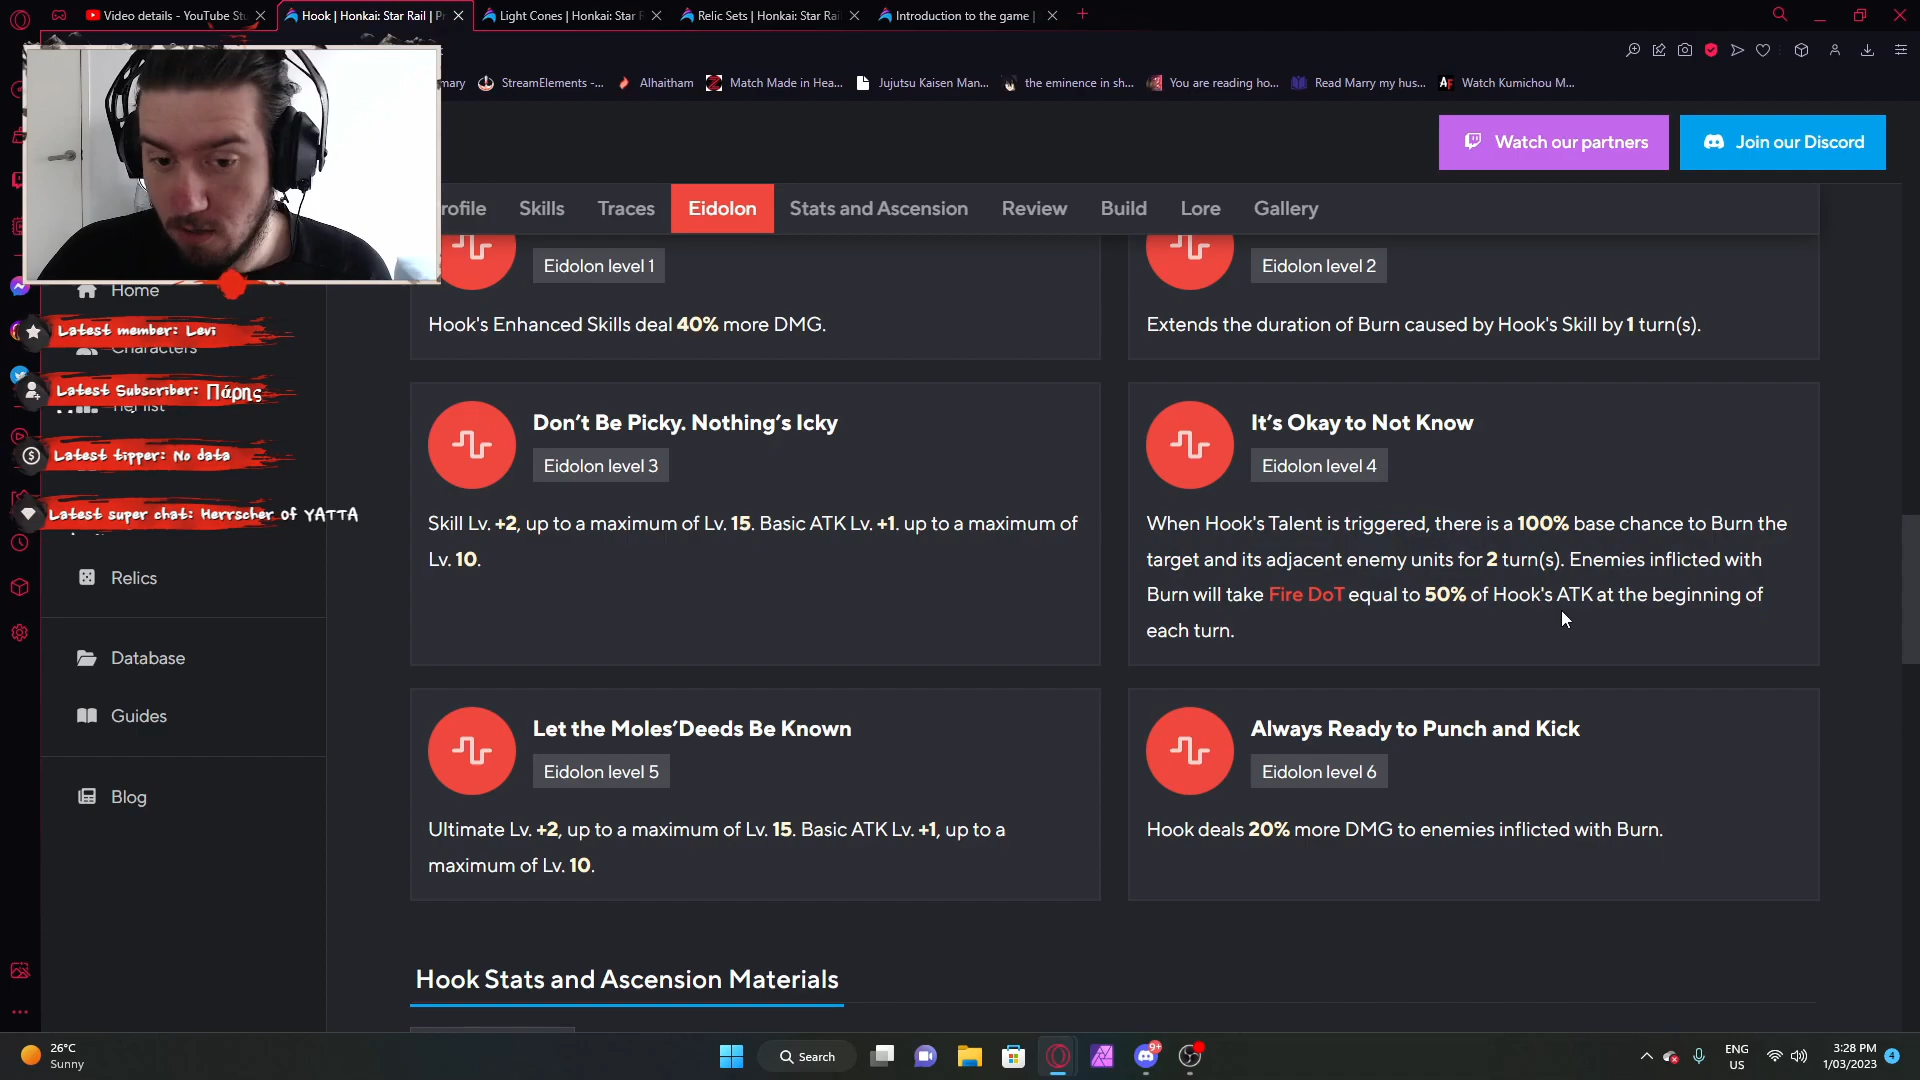 Video details - YouTube Stu
Hook | Honkai: Star Rail | Pr
Light Cones | Honkai: Star R
Relic Sets | Honkai: Star Rail
Introduction to the game |
mary
StreamElements -...
Alhaitham
Match Made in Hea...
Jujutsu Kaisen Man...
the eminence in sh...
You are reading ho...
Read Marry my hus...
Watch Kumichou M...
Watch our partners
Join our Discord
rofile
Skills
Traces
Eidolon
Stats and Ascension
Review
Build
Lore
Gallery
Home
Latest member: Levi
Characters
Latest Subscriber: Πάρης
Tier list
Latest tipper: No data
Latest super chat: Herrscher of YATTA
Relics
Database
Guides
Blog
Eidolon level 1
Hook's Enhanced Skills deal 40% more DMG.
Eidolon level 2
Extends the duration of Burn caused by Hook's Skill by 1 turn(s).
Don't Be Picky. Nothing's Icky
Eidolon level 3
Skill Lv. +2, up to a maximum of Lv. 15. Basic ATK Lv. +1. up to a maximum of
Lv. 10.
It's Okay to Not Know
Eidolon level 4
When Hook's Talent is triggered, there is a 100% base chance to Burn the
target and its adjacent enemy units for 2 turn(s). Enemies inflicted with
Burn will take Fire DoT equal to 50% of Hook's ATK at the beginning of
each turn.
Let the Moles'Deeds Be Known
Eidolon level 5
Ultimate Lv. +2, up to a maximum of Lv. 15. Basic ATK Lv. +1, up to a
maximum of Lv. 10.
Always Ready to Punch and Kick
Eidolon level 6
Hook deals 20% more DMG to enemies inflicted with Burn.
Hook Stats and Ascension Materials
26°C
Sunny
Search
9+
ENG
US
3:28 PM
1/03/2023
4